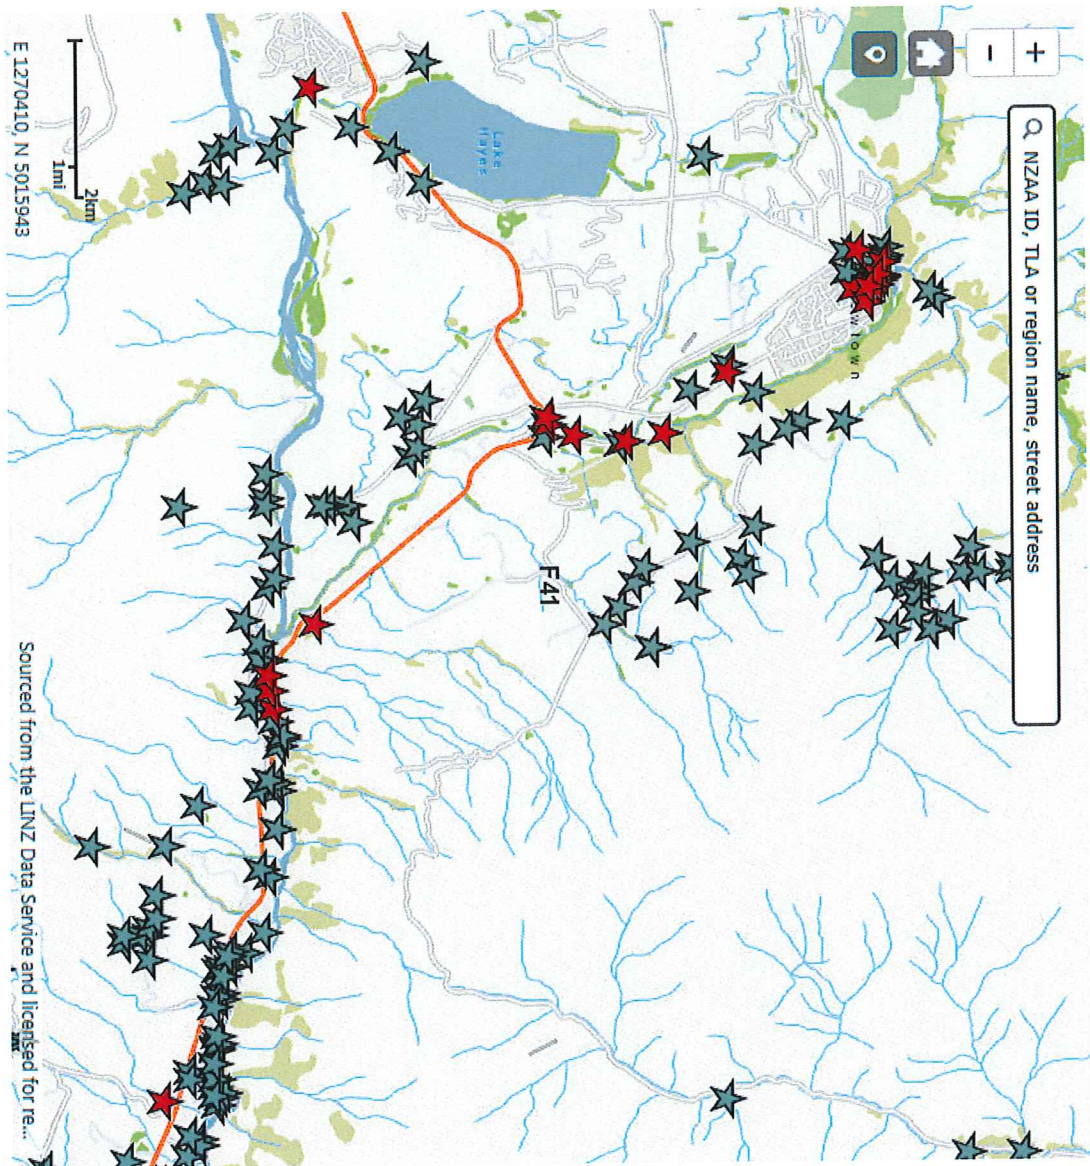 +
−
NZAA ID, TLA or region name, street address
Lake
Hayes
w town
F41
2km
1mi
E 1270410, N 5015943
Sourced from the LINZ Data Service and licensed for re...